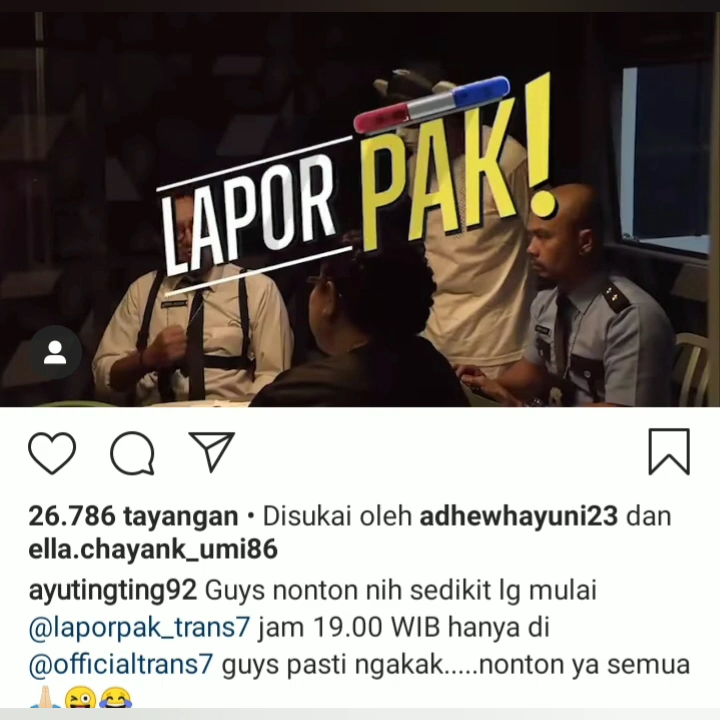 LAPOR PAK!
26.786 tayangan • Disukai oleh adhewhayuni23 dan
ella.chayank_umi86
ayutingting92 Guys nonton nih sedikit lg mulai
@laporpak_trans7 jam 19.00 WIB hanya di
@officialtrans7 guys pasti ngakak.....nonton ya semua
🙏🏻😜😂